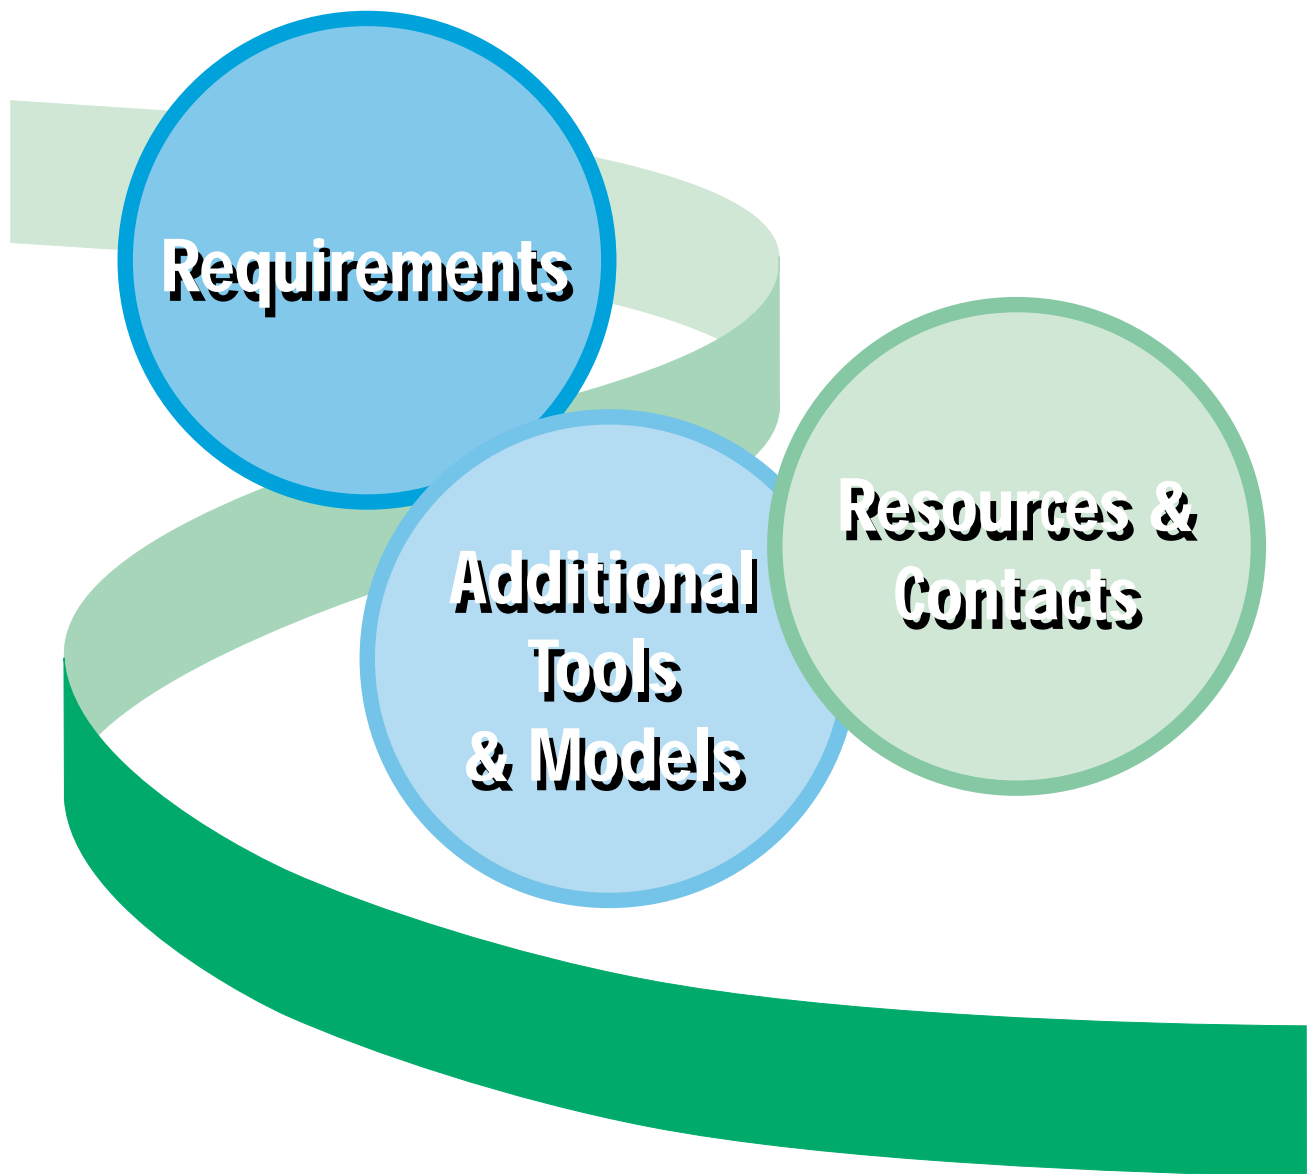 Requirements
Additional
Tools
& Models
Resources &
Contacts